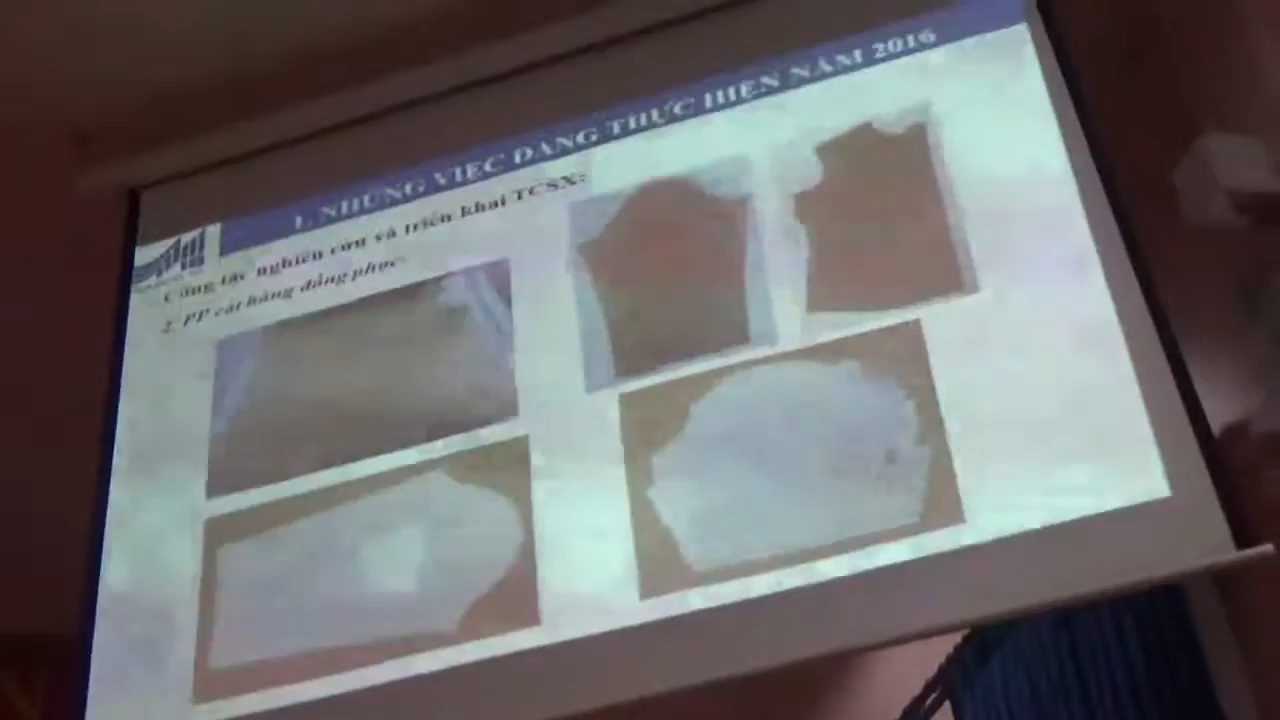 1. NHỮNG VIỆC ĐANG THỰC HIỆN NĂM 2016
Công tác nghiên cứu và triển khai TCSX:
2. PP cắt hàng đồng phục: